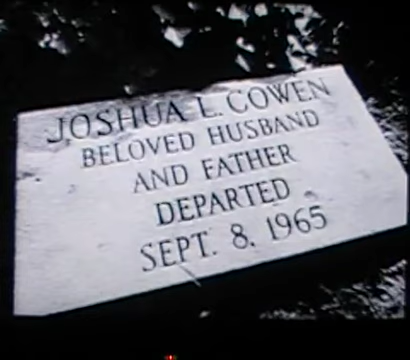 JOSHUA L. COWEN
BELOVED HUSBAND
AND FATHER
DEPARTED
SEPT. 8. 1965